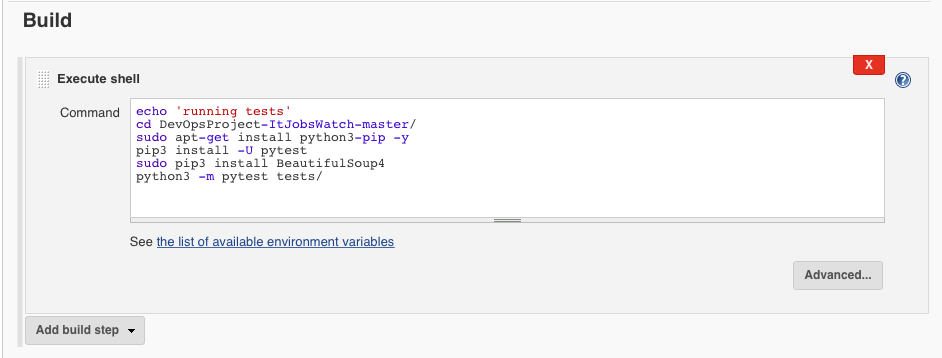 Build
X
Execute shell
?
Command
echo 'running tests'
cd DevOpsProject-ItJobsWatch-master/
sudo apt-get install python3-pip -y
pip3 install -U pytest
sudo pip3 install BeautifulSoup4
python3 -m pytest tests/
See the list of available environment variables
Advanced...
Add build step